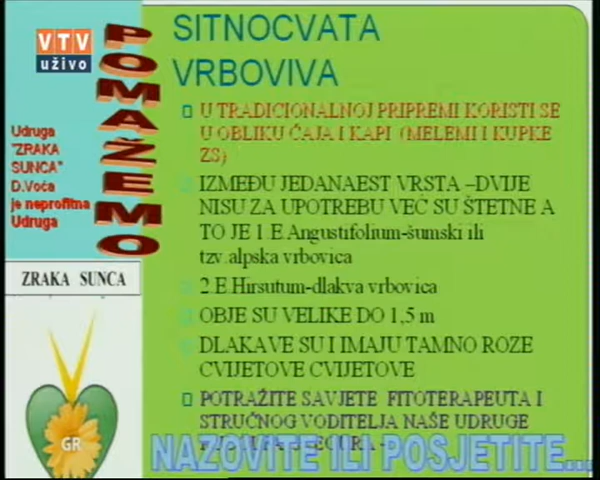 VTV
uživo
POMAŽEMO
Udruga
"ZRAKA
SUNCA"
D.Voća
je neprofitna
Udruga
ZRAKA SUNCA
GR
SITNOCVATA
VRBOVIVA
U TRADICIONALNOJ PRIPREMI KORISTI SE
U OBLIKU ČAJA I KAPI (MELEMI I KUPKE
ZS)
IZMEĐU JEDANAEST VRSTA –DVIJE
NISU ZA UPOTREBU VEĆ SU ŠTETNE A
TO JE 1 E Angustifolium-šumski ili
tzv.alpska vrbovica
2 E Hirsutum-dlakva vrbovica
OBJE SU VELIKE DO 1,5 m
DLAKAVE SU I IMAJU TAMNO ROZE
CVIJETOVE CVIJETOVE
POTRAŽITE SAVJETE FITOTERAPEUTA I
STRUČNOG VODITELJA NAŠE UDRUGE
NAZOVITE ILI POSJETITE...